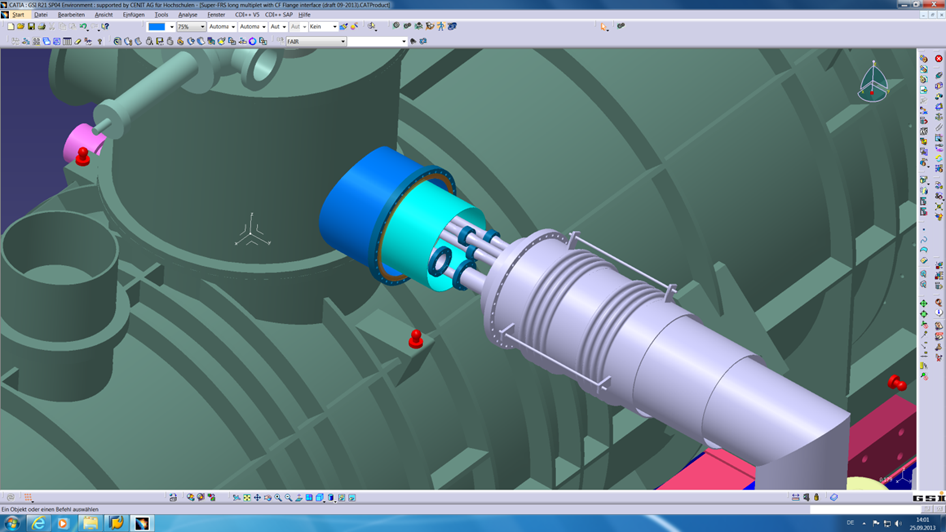 CATIA : GSI R21 SP04 Environment : supported by CENIT AG für Hochschulen - [Super-FRS long multiplet with CF Flange interface (draft 09-2013).CATProduct]
Start Datei Bearbeiten Ansicht Einfügen Tools Analyse Fenster CDI++ VS CDI++ SAP Hilfe
75% Automa Automa Aut Aut Kein
FAIR
GSI
Ein Objekt oder einen Befehl auswählen
DE 14:01
25.09.2013